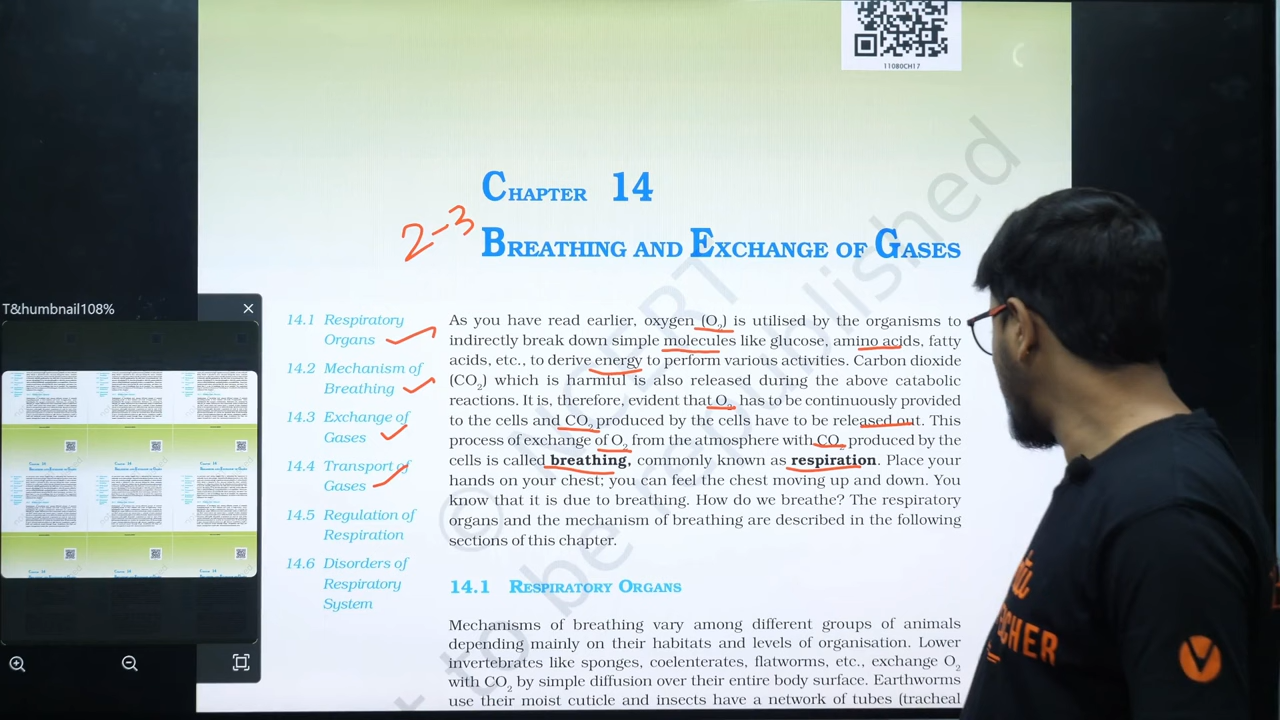 11080CH17
CHAPTER 14
2-3
BREATHING AND EXCHANGE OF GASES
T&humbnail108%
14.1 Respiratory
Organs
14.2 Mechanism of
Breathing
14.3 Exchange of
Gases
14.4 Transport of
Gases
14.5 Regulation of
Respiration
14.6 Disorders of
Respiratory
System
As you have read earlier, oxygen (O₂) is utilised by the organisms to
indirectly break down simple molecules like glucose, amino acids, fatty
acids, etc., to derive energy to perform various activities. Carbon dioxide
(CO₂) which is harmful is also released during the above catabolic
reactions. It is, therefore, evident that O₂ has to be continuously provided
to the cells and CO₂ produced by the cells have to be released out. This
process of exchange of O₂ from the atmosphere with CO₂ produced by the
cells is called breathing, commonly known as respiration. Place your
hands on your chest; you can feel the chest moving up and down. You
know that it is due to breathing. How do we breathe? The respiratory
organs and the mechanism of breathing are described in the following
sections of this chapter.
14.1 RESPIRATORY ORGANS
Mechanisms of breathing vary among different groups of animals
depending mainly on their habitats and levels of organisation. Lower
invertebrates like sponges, coelenterates, flatworms, etc., exchange O₂
with CO₂ by simple diffusion over their entire body surface. Earthworms
use their moist cuticle and insects have a network of tubes (tracheal